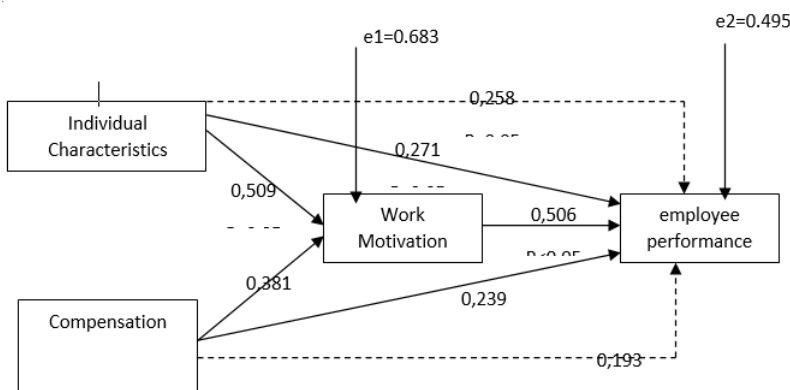 e1=0.683
e2=0.495
Individual
Characteristics
0,258
0,271
0,509
Work
Motivation
0,506
employee
performance
0,381
0,239
Compensation
0,193